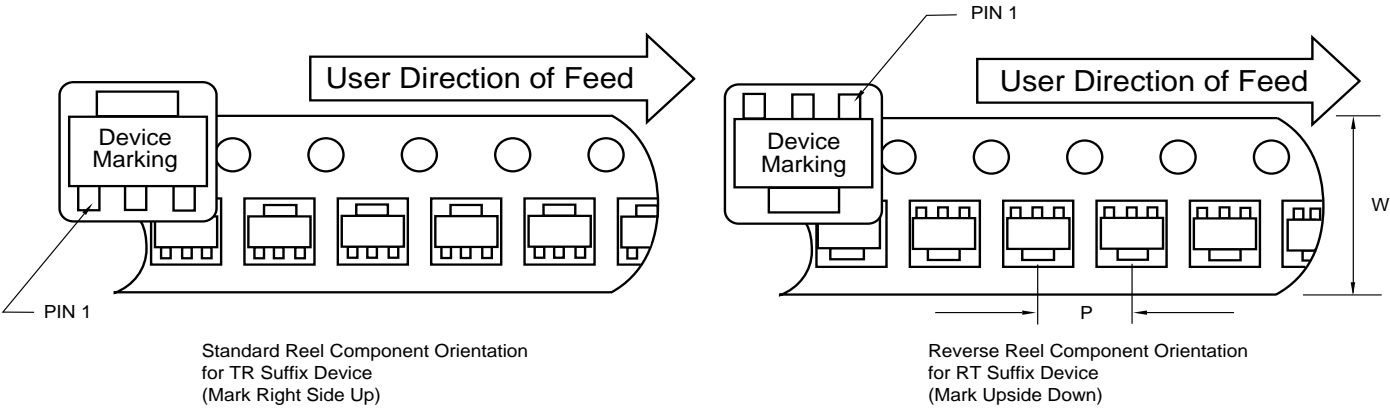 PIN 1
User Direction of Feed
Device
Marking
PIN 1
Standard Reel Component Orientation
for TR Suffix Device
(Mark Right Side Up)
User Direction of Feed
Device
Marking
W
P
Reverse Reel Component Orientation
for RT Suffix Device
(Mark Upside Down)